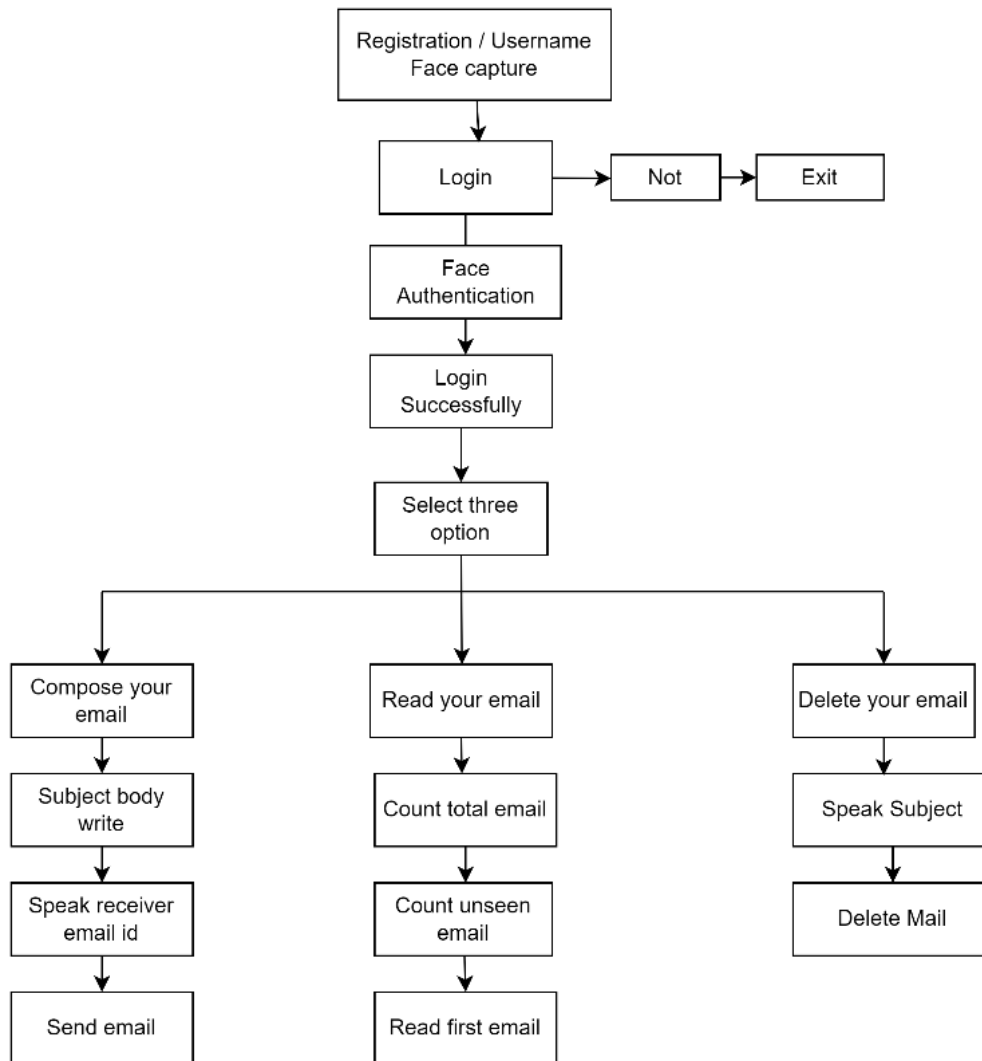 Registration / Username
Face capture
Login
Not
Exit
Face
Authentication
Login
Successfully
Select three
option
Compose your
email
Read your email
Delete your email
Subject body
write
Count total email
Speak Subject
Speak receiver
email id
Count unseen
email
Delete Mail
Send email
Read first email